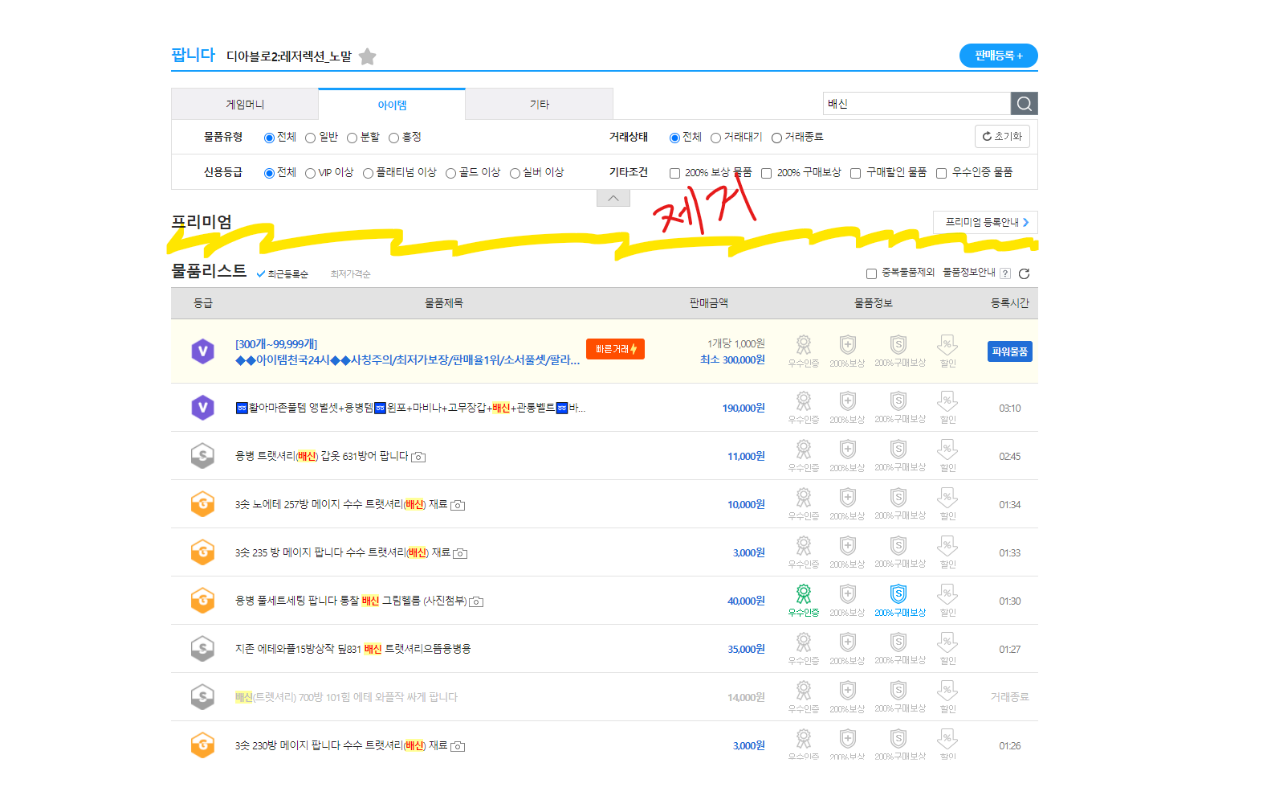 팝니다 디아블로2:레저렉션_노말 판매등록 +
게임머니 아이템 기타 배신
물품유형 전체 일반 분할 흥정 거래상태 전체 거래대기 거래종료 초기화
신용등급 전체 VIP 이상 플래티넘 이상 골드 이상 실버 이상 기타조건 200% 보상 물품 200% 구매보상 구매할인 물품 우수인증 물품
제거
프리미엄 프리미엄 등록안내
물품리스트 최근등록순 최저가격순 중복물품제외 물품정보안내 ?
등급 물품제목 판매금액 물품정보 등록시간
V [300개~99,999개] 1개당 1,000원
◆◆아이템천국24시◆◆사칭주의/최저가보장/판매율1위/소서풀셋/팔라... 빠른거래 최소 300,000원 우수인증 200%보상 200%구매보상 할인 파워물품
V 활아마존풀템 앵벌셋+용병템 윈포+마비나+고무장갑+배신+관통벨트 바... 190,000원 우수인증 200%보상 200%구매보상 할인 03:10
S 용병 트랫셔리(배신) 갑옷 631방어 팝니다 11,000원 우수인증 200%보상 200%구매보상 할인 02:45
G 3솟 노에테 257방 메이지 수수 트랫셔리(배신) 재료 10,000원 우수인증 200%보상 200%구매보상 할인 01:34
G 3솟 235 방 메이지 팝니다 수수 트랫셔리(배신) 재료 3,000원 우수인증 200%보상 200%구매보상 할인 01:33
G 용병 풀세트세팅 팝니다 통찰 배신 그림헬름 (사진첨부) 40,000원 우수인증 200%보상 200%구매보상 할인 01:30
S 지존 에테와플15방상작 딮831 배신 트랫셔리으뜸용병용 35,000원 우수인증 200%보상 200%구매보상 할인 01:27
S 배신(트랫셔리) 700방 101힘 에테 와플작 싸게 팝니다 14,000원 우수인증 200%보상 200%구매보상 할인 거래종료
G 3솟 230방 메이지 팝니다 수수 트랫셔리(배신) 재료 3,000원 우수인증 200%보상 200%구매보상 할인 01:26